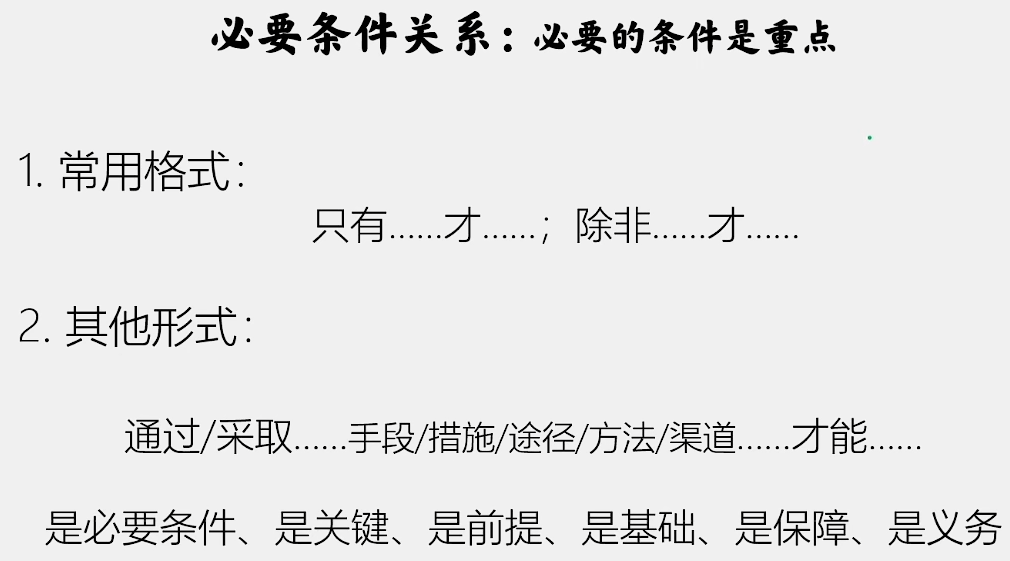 必要条件关系：必要的条件是重点
1. 常用格式：
只有……才……；除非……才……
2. 其他形式：
通过/采取……手段/措施/途径/方法/渠道……才能……
是必要条件、是关键、是前提、是基础、是保障、是义务